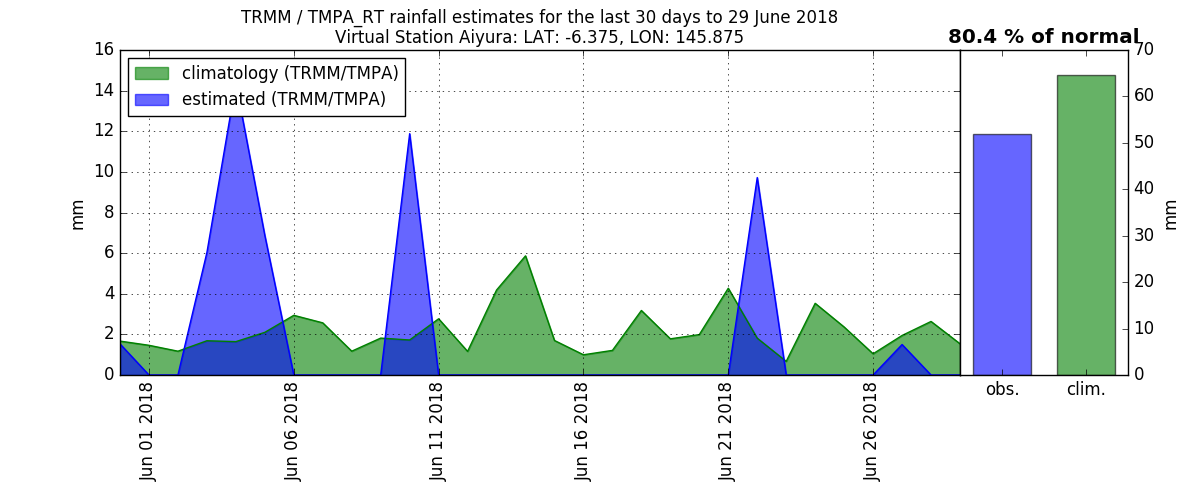 TRMM / TMPA_RT rainfall estimates for the last 30 days to 29 June 2018
Virtual Station Aiyura: LAT: -6.375, LON: 145.875
80.4 % of normal
climatology (TRMM/TMPA)
estimated (TRMM/TMPA)
16
14
12
10
8
6
4
2
0
mm
Jun 01 2018
Jun 06 2018
Jun 11 2018
Jun 16 2018
Jun 21 2018
Jun 26 2018
70
60
50
40
30
20
10
0
mm
obs.
clim.